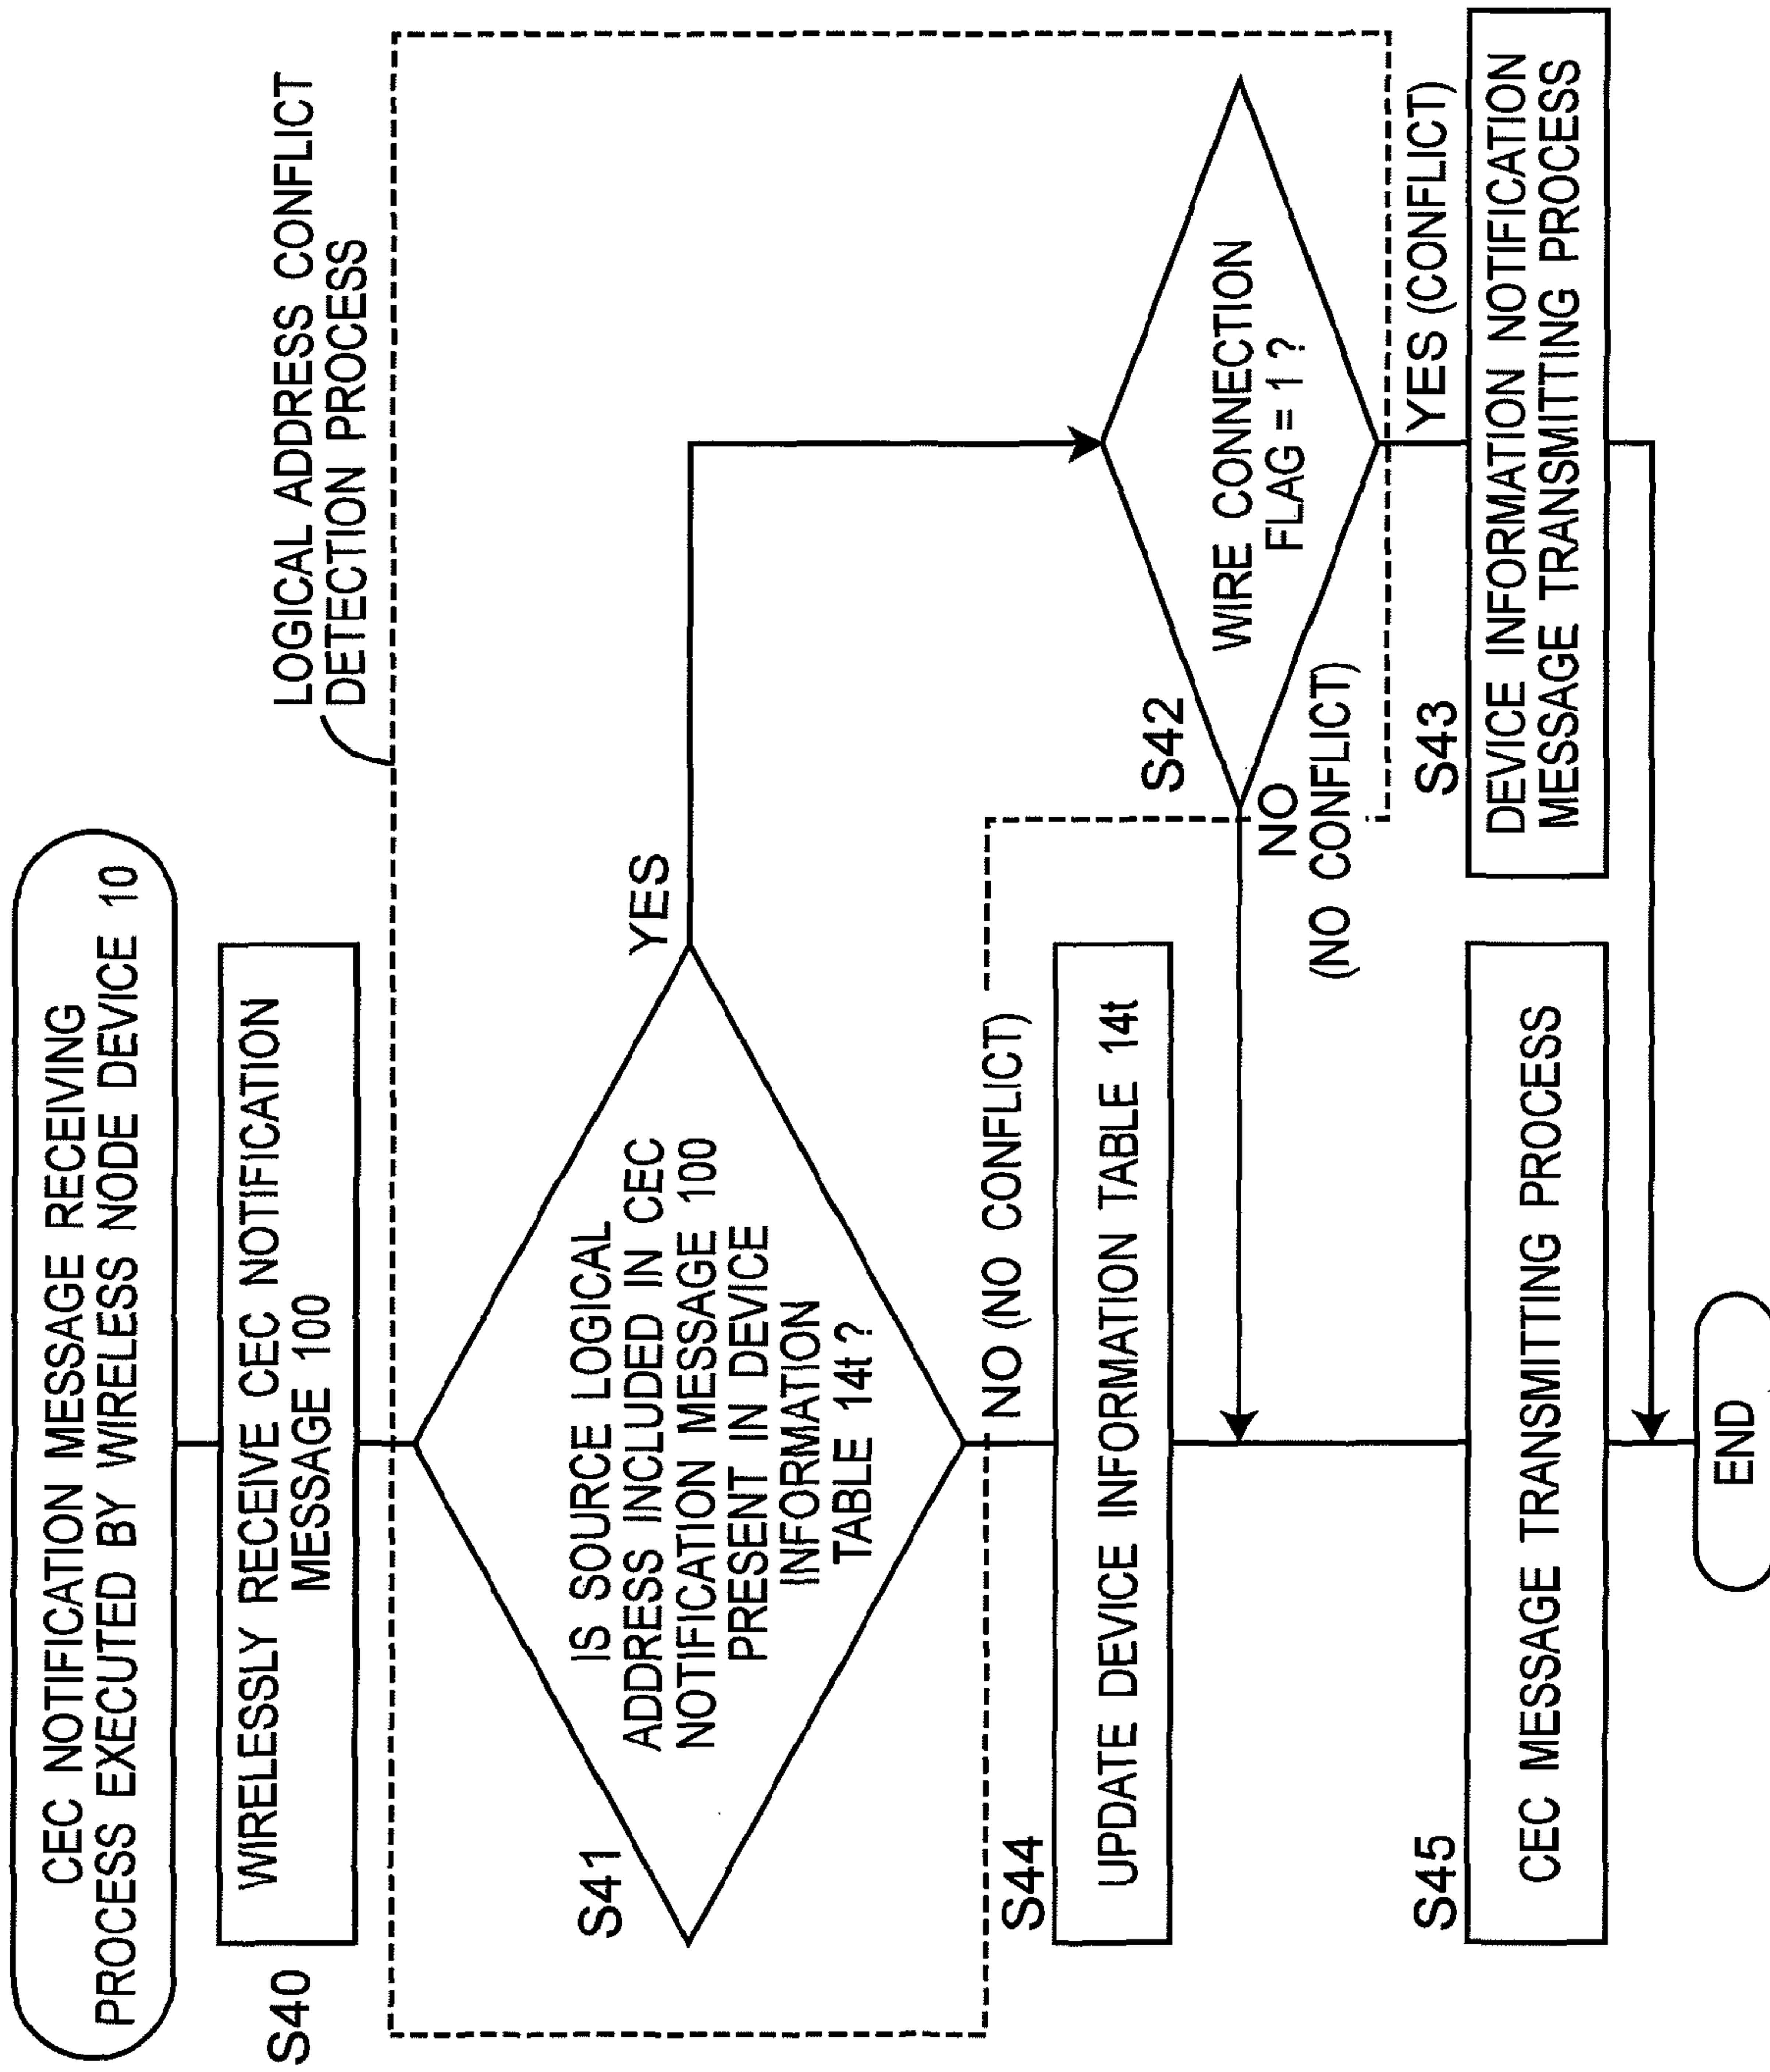 CEC NOTIFICATION MESSAGE RECEIVING
PROCESS EXECUTED BY WIRELESS NODE DEVICE 10
S40
WIRELESSLY RECEIVE CEC NOTIFICATION
MESSAGE 100
LOGICAL ADDRESS CONFLICT
DETECTION PROCESS
S41
IS SOURCE LOGICAL
ADDRESS INCLUDED IN CEC
NOTIFICATION MESSAGE 100
PRESENT IN DEVICE
INFORMATION
TABLE 14t ?
YES
NO (NO CONFLICT)
S44
UPDATE DEVICE INFORMATION TABLE 14t
S42
WIRE CONNECTION
FLAG = 1 ?
NO
(NO CONFLICT)
YES (CONFLICT)
S43
DEVICE INFORMATION NOTIFICATION
MESSAGE TRANSMITTING PROCESS
S45
CEC MESSAGE TRANSMITTING PROCESS
END